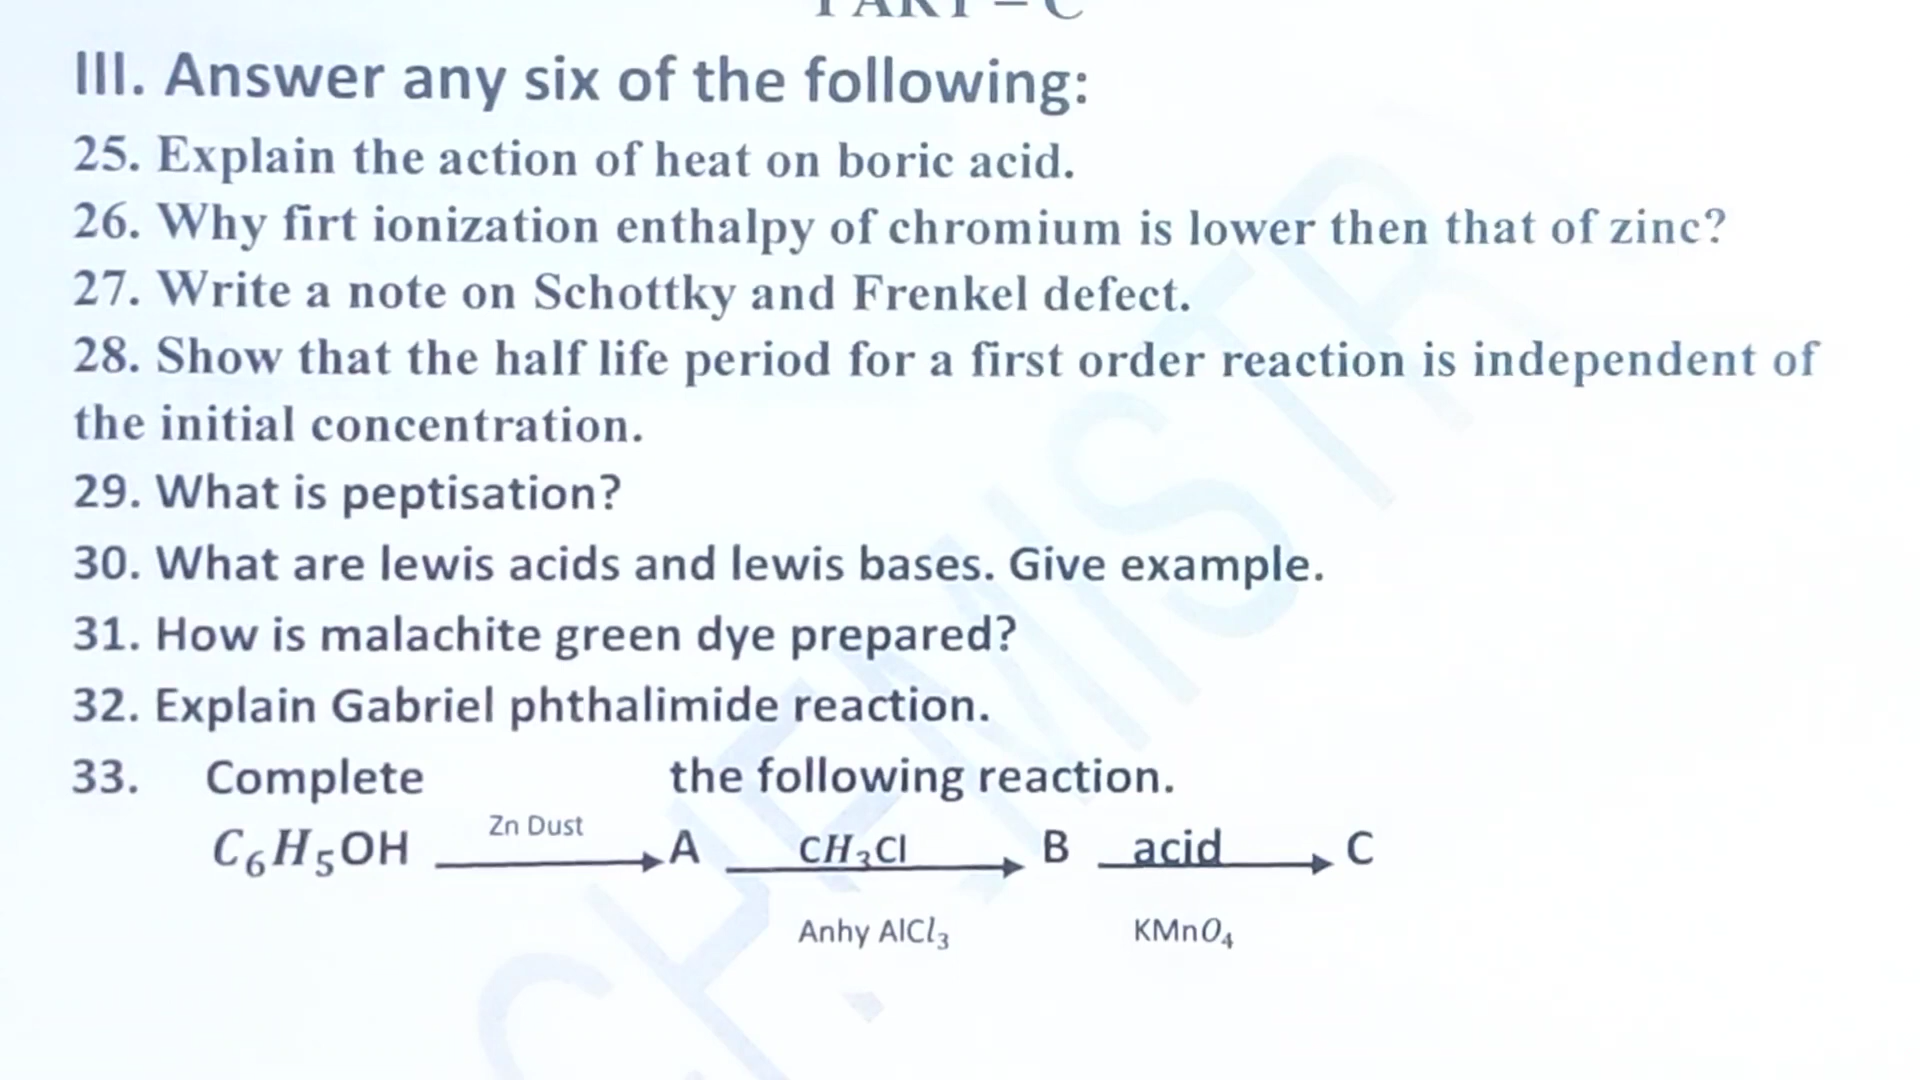 PART – C
III. Answer any six of the following:
25. Explain the action of heat on boric acid.
26. Why firt ionization enthalpy of chromium is lower then that of zinc?
27. Write a note on Schottky and Frenkel defect.
28. Show that the half life period for a first order reaction is independent of
the initial concentration.
29. What is peptisation?
30. What are lewis acids and lewis bases. Give example.
31. How is malachite green dye prepared?
32. Explain Gabriel phthalimide reaction.
33. Complete the following reaction.
C₆H₅OH Zn Dust A CH₃Cl B acid C
Anhy AlCl₃ KMnO₄
CHEMISTR